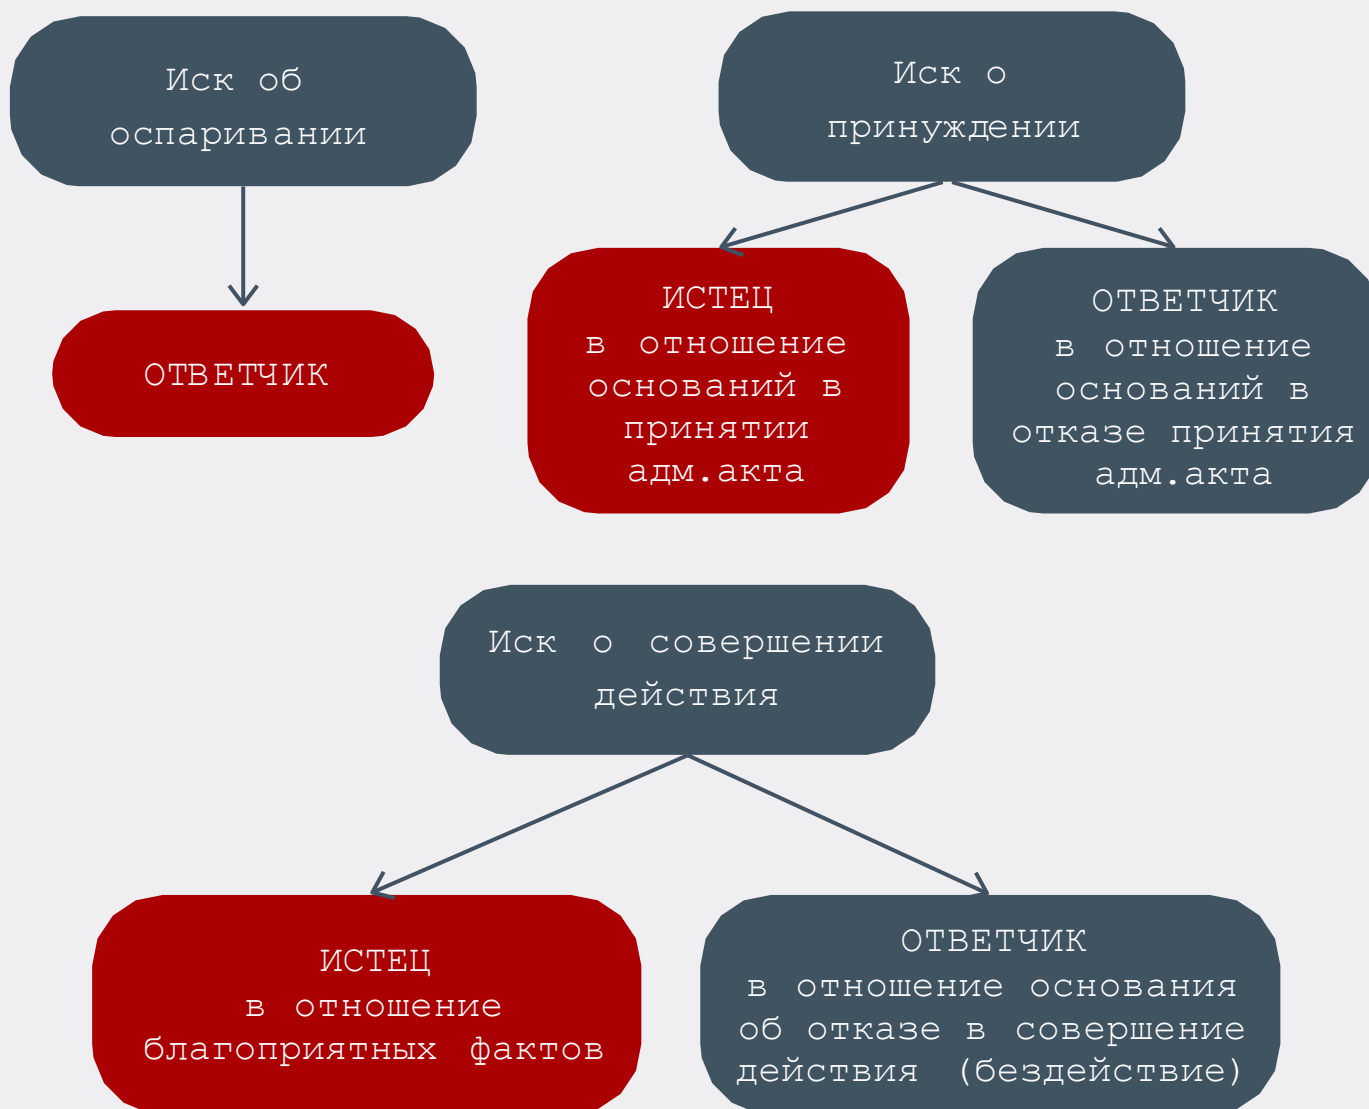 Иск об
оспаривании
ОТВЕТЧИК
Иск о
принуждении
ИСТЕЦ
в отношение
оснований в
принятии
адм.акта
ОТВЕТЧИК
в отношение
оснований в
отказе принятия
адм.акта
Иск о совершении
действия
ИСТЕЦ
в отношение
благоприятных фактов
ОТВЕТЧИК
в отношение основания
об отказе в совершение
действия (бездействие)